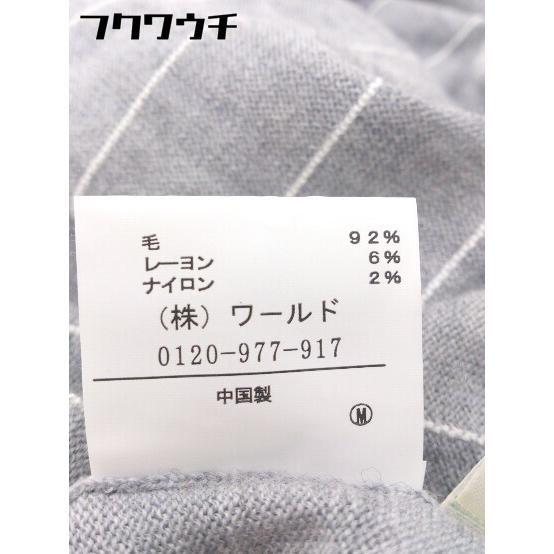 フクワウチ
毛 92%
レーヨン 6%
ナイロン 2%
(株) ワールド
0120-977-917
中国製
Ⓜ